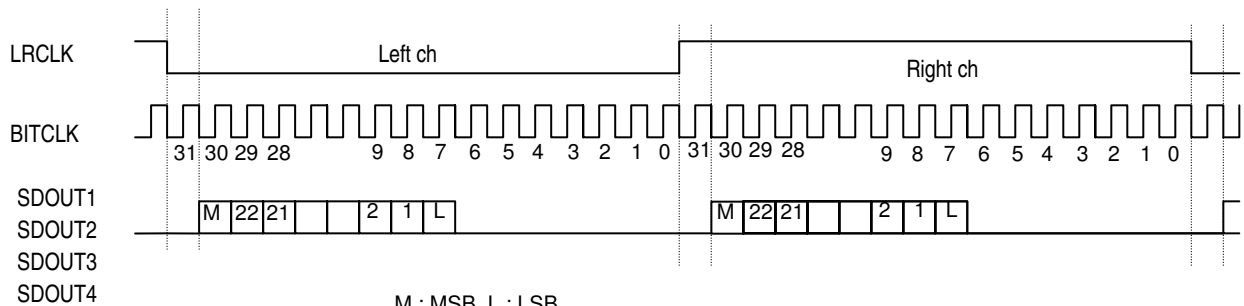 LRCLK
Left ch
Right ch
BITCLK
31 30 29 28 9 8 7 6 5 4 3 2 1 0 31 30 29 28 9 8 7 6 5 4 3 2 1 0
SDOUT1
M 22 21 2 1 L M 22 21 2 1 L
SDOUT2
SDOUT3
SDOUT4
M : MSB, L : LSB